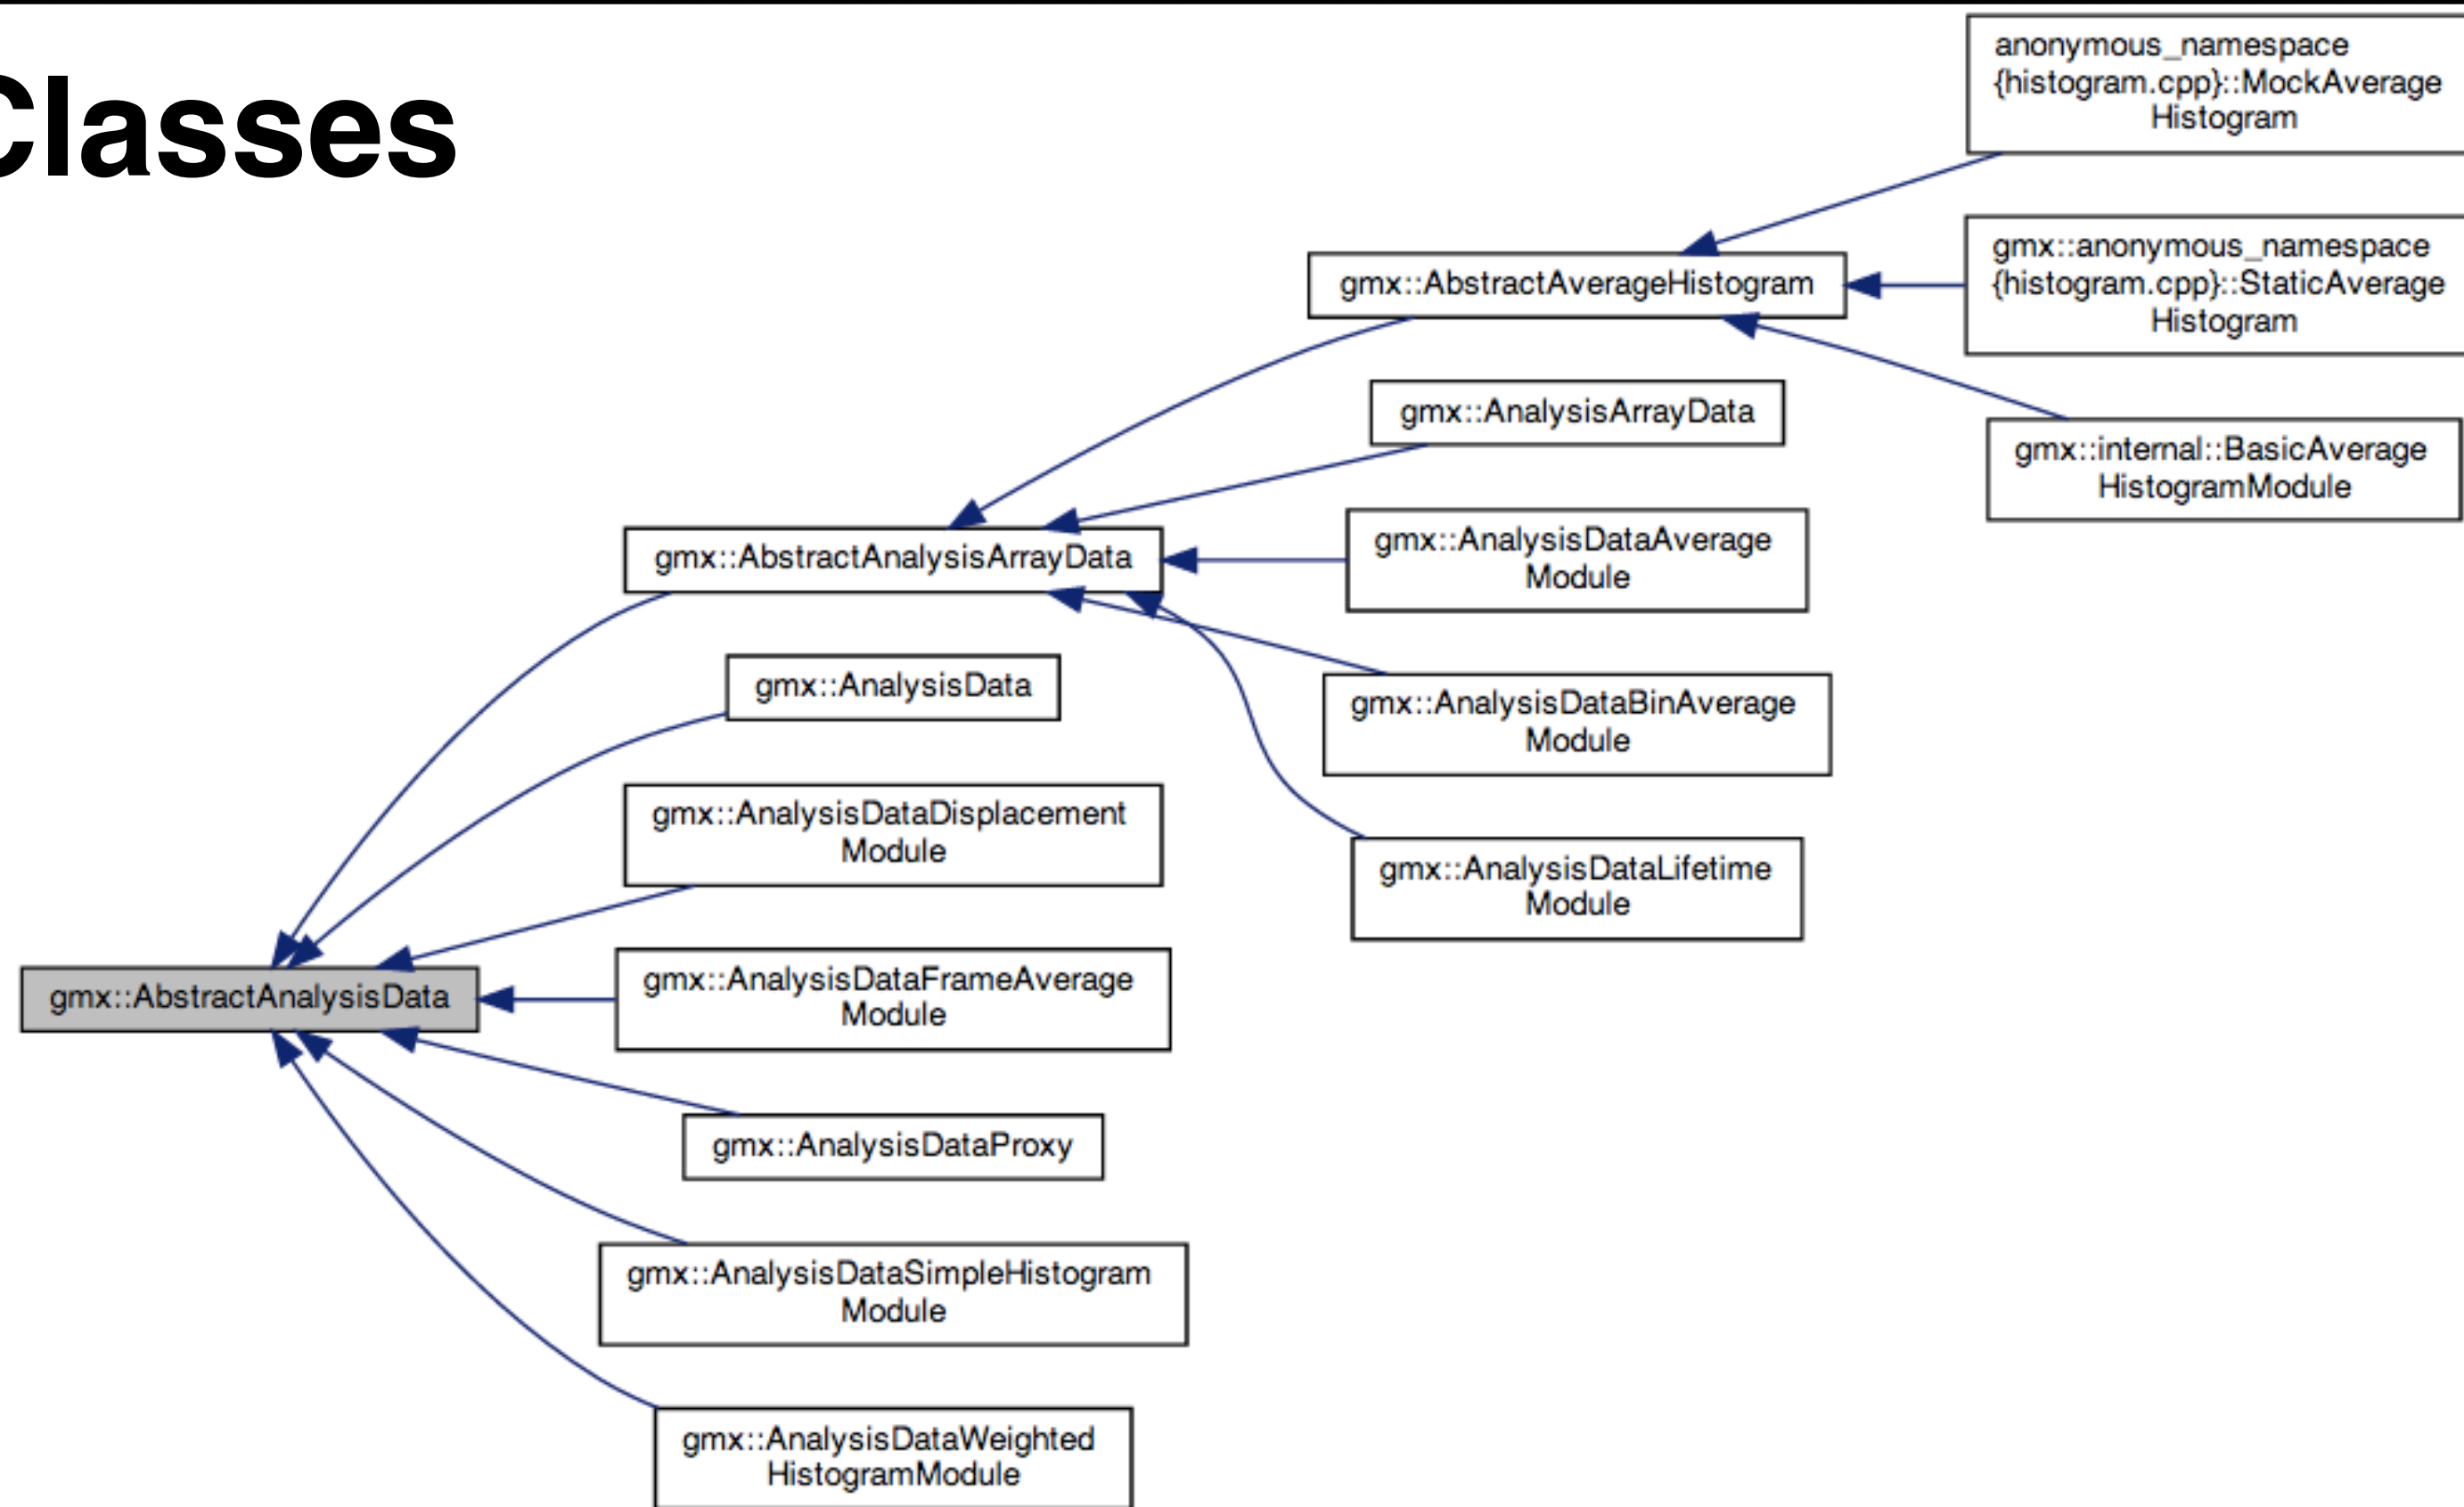 Classes
anonymous_namespace
{histogram.cpp}::MockAverage
Histogram
gmx::anonymous_namespace
{histogram.cpp}::StaticAverage
Histogram
gmx::AbstractAverageHistogram
gmx::AnalysisArrayData
gmx::internal::BasicAverage
HistogramModule
gmx::AbstractAnalysisArrayData
gmx::AnalysisDataAverage
Module
gmx::AnalysisData
gmx::AnalysisDataBinAverage
Module
gmx::AnalysisDataDisplacement
Module
gmx::AnalysisDataLifetime
Module
gmx::AbstractAnalysisData
gmx::AnalysisDataFrameAverage
Module
gmx::AnalysisDataProxy
gmx::AnalysisDataSimpleHistogram
Module
gmx::AnalysisDataWeighted
HistogramModule